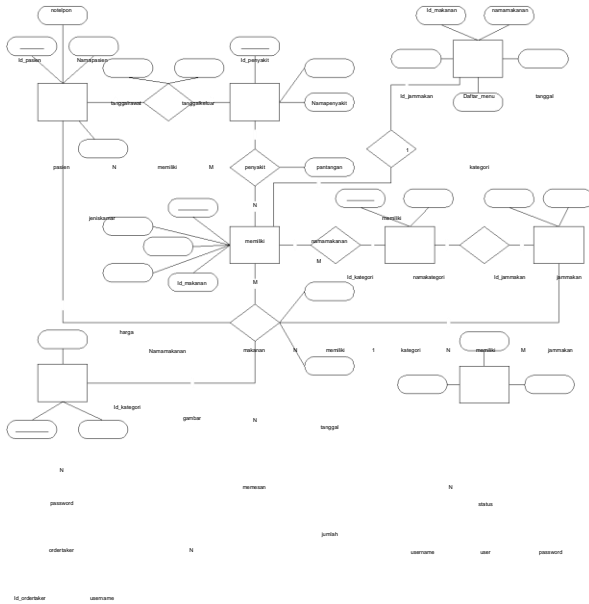 notelpon
Id_makanan namamakanan
Id_pasien Namapasien Id_penyakit
tanggalrawat tanggalkeluar Namapenyakit
Id_jammakan Daftar_menu tanggal
1
pasien N memiliki M penyakit pantangan kategori
N
jeniskamar memiliki
memiliki namamakanan
M
Id_makanan Id_kategori namakategori Id_jammakan jammakan
M
harga
Namamakanan makanan N memiliki 1 kategori N memiliki M jammakan
Id_kategori
gambar N tanggal
N
memesan N
password status
jumlah
ordertaker N username user password
Id_ordertaker username